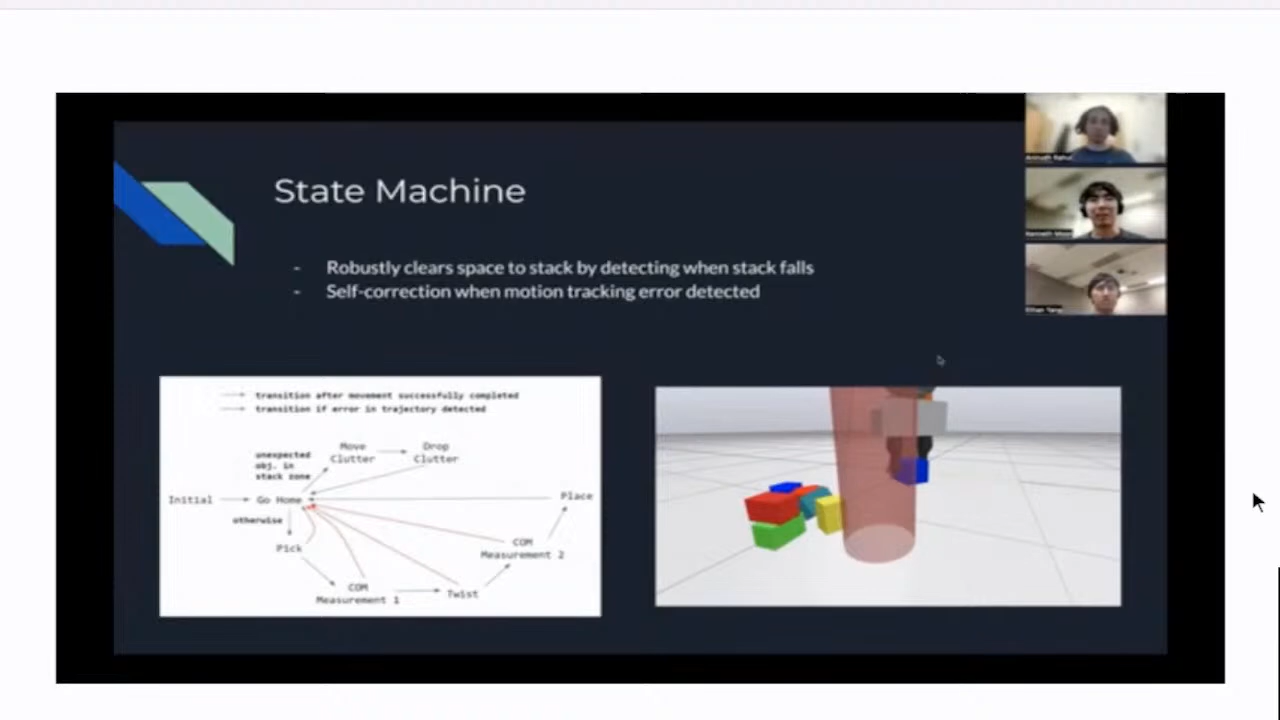 State Machine
- Robustly clears space to stack by detecting when stack falls
- Self-correction when motion tracking error detected
transition after movement successfully completed
transition if error in trajectory detected
unexpected
obj. in
stack zone
Move
Clutter
Drop
Clutter
Initial
Go Home
Place
otherwise
Pick
COM
Measurement 2
COM
Measurement 1
Twist